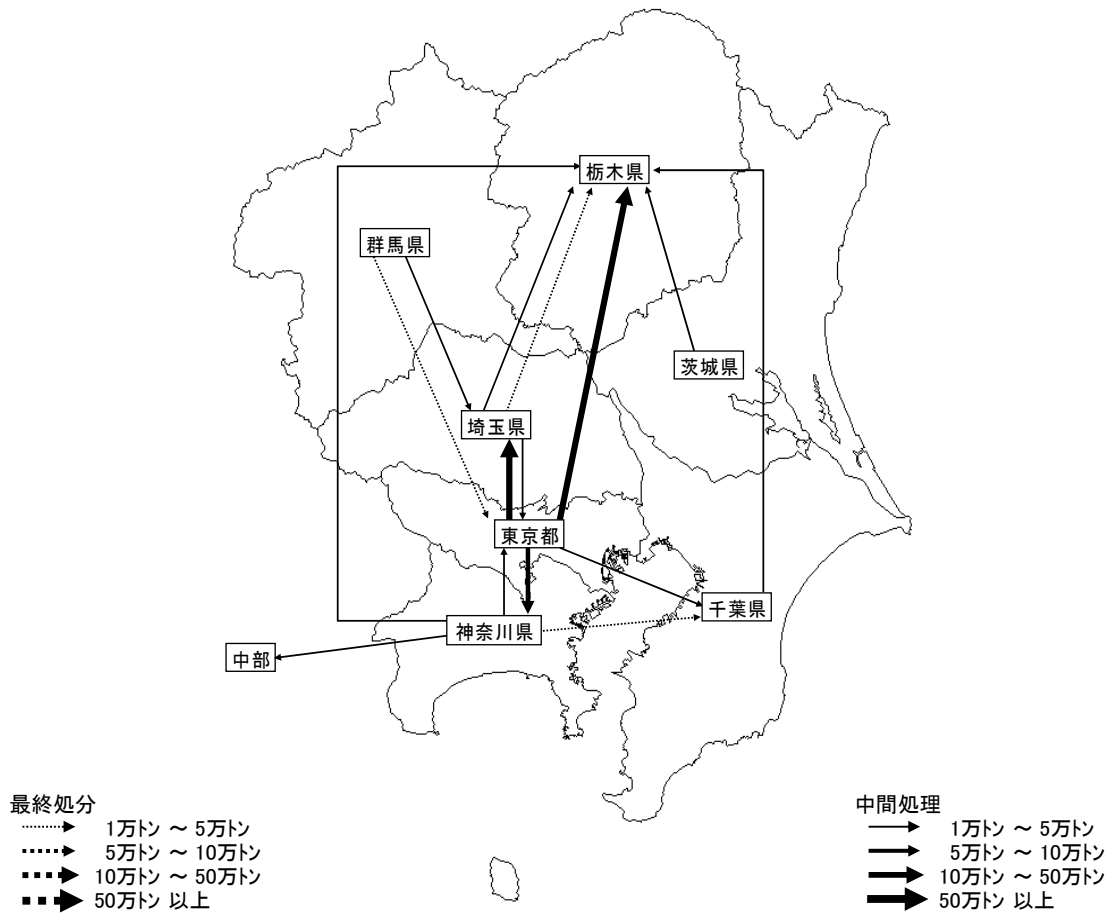 栃木県
群馬県
茨城県
埼玉県
東京都
千葉県
神奈川県
中部
最終処分
1万トン ～ 5万トン
5万トン ～ 10万トン
10万トン ～ 50万トン
50万トン 以上
中間処理
1万トン ～ 5万トン
5万トン ～ 10万トン
10万トン ～ 50万トン
50万トン 以上